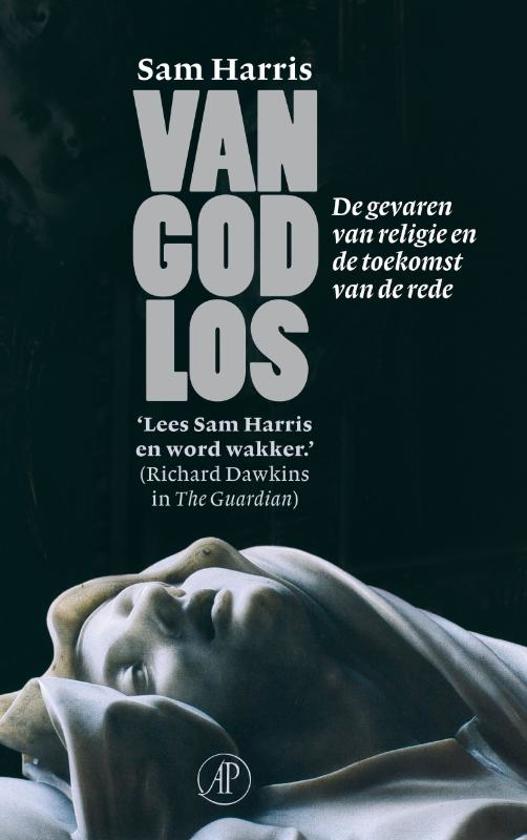 Sam Harris
VAN
GOD
LOS
De gevaren
van religie en
de toekomst
van de rede
‘Lees Sam Harris
en word wakker.’
(Richard Dawkins
in The Guardian)
AP